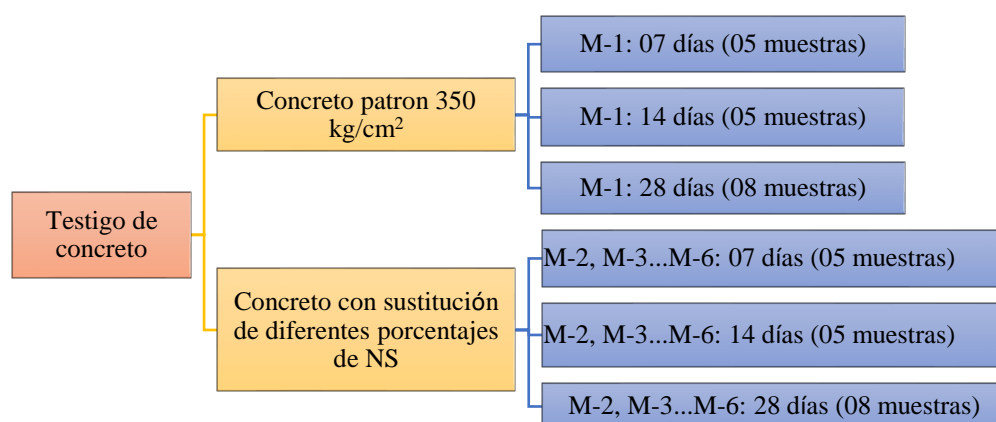 Testigo de
concreto
Concreto patron 350
kg/cm²
M-1: 07 días (05 muestras)
M-1: 14 días (05 muestras)
M-1: 28 días (08 muestras)
Concreto con sustitución
de diferentes porcentajes
de NS
M-2, M-3...M-6: 07 días (05 muestras)
M-2, M-3...M-6: 14 días (05 muestras)
M-2, M-3...M-6: 28 días (08 muestras)